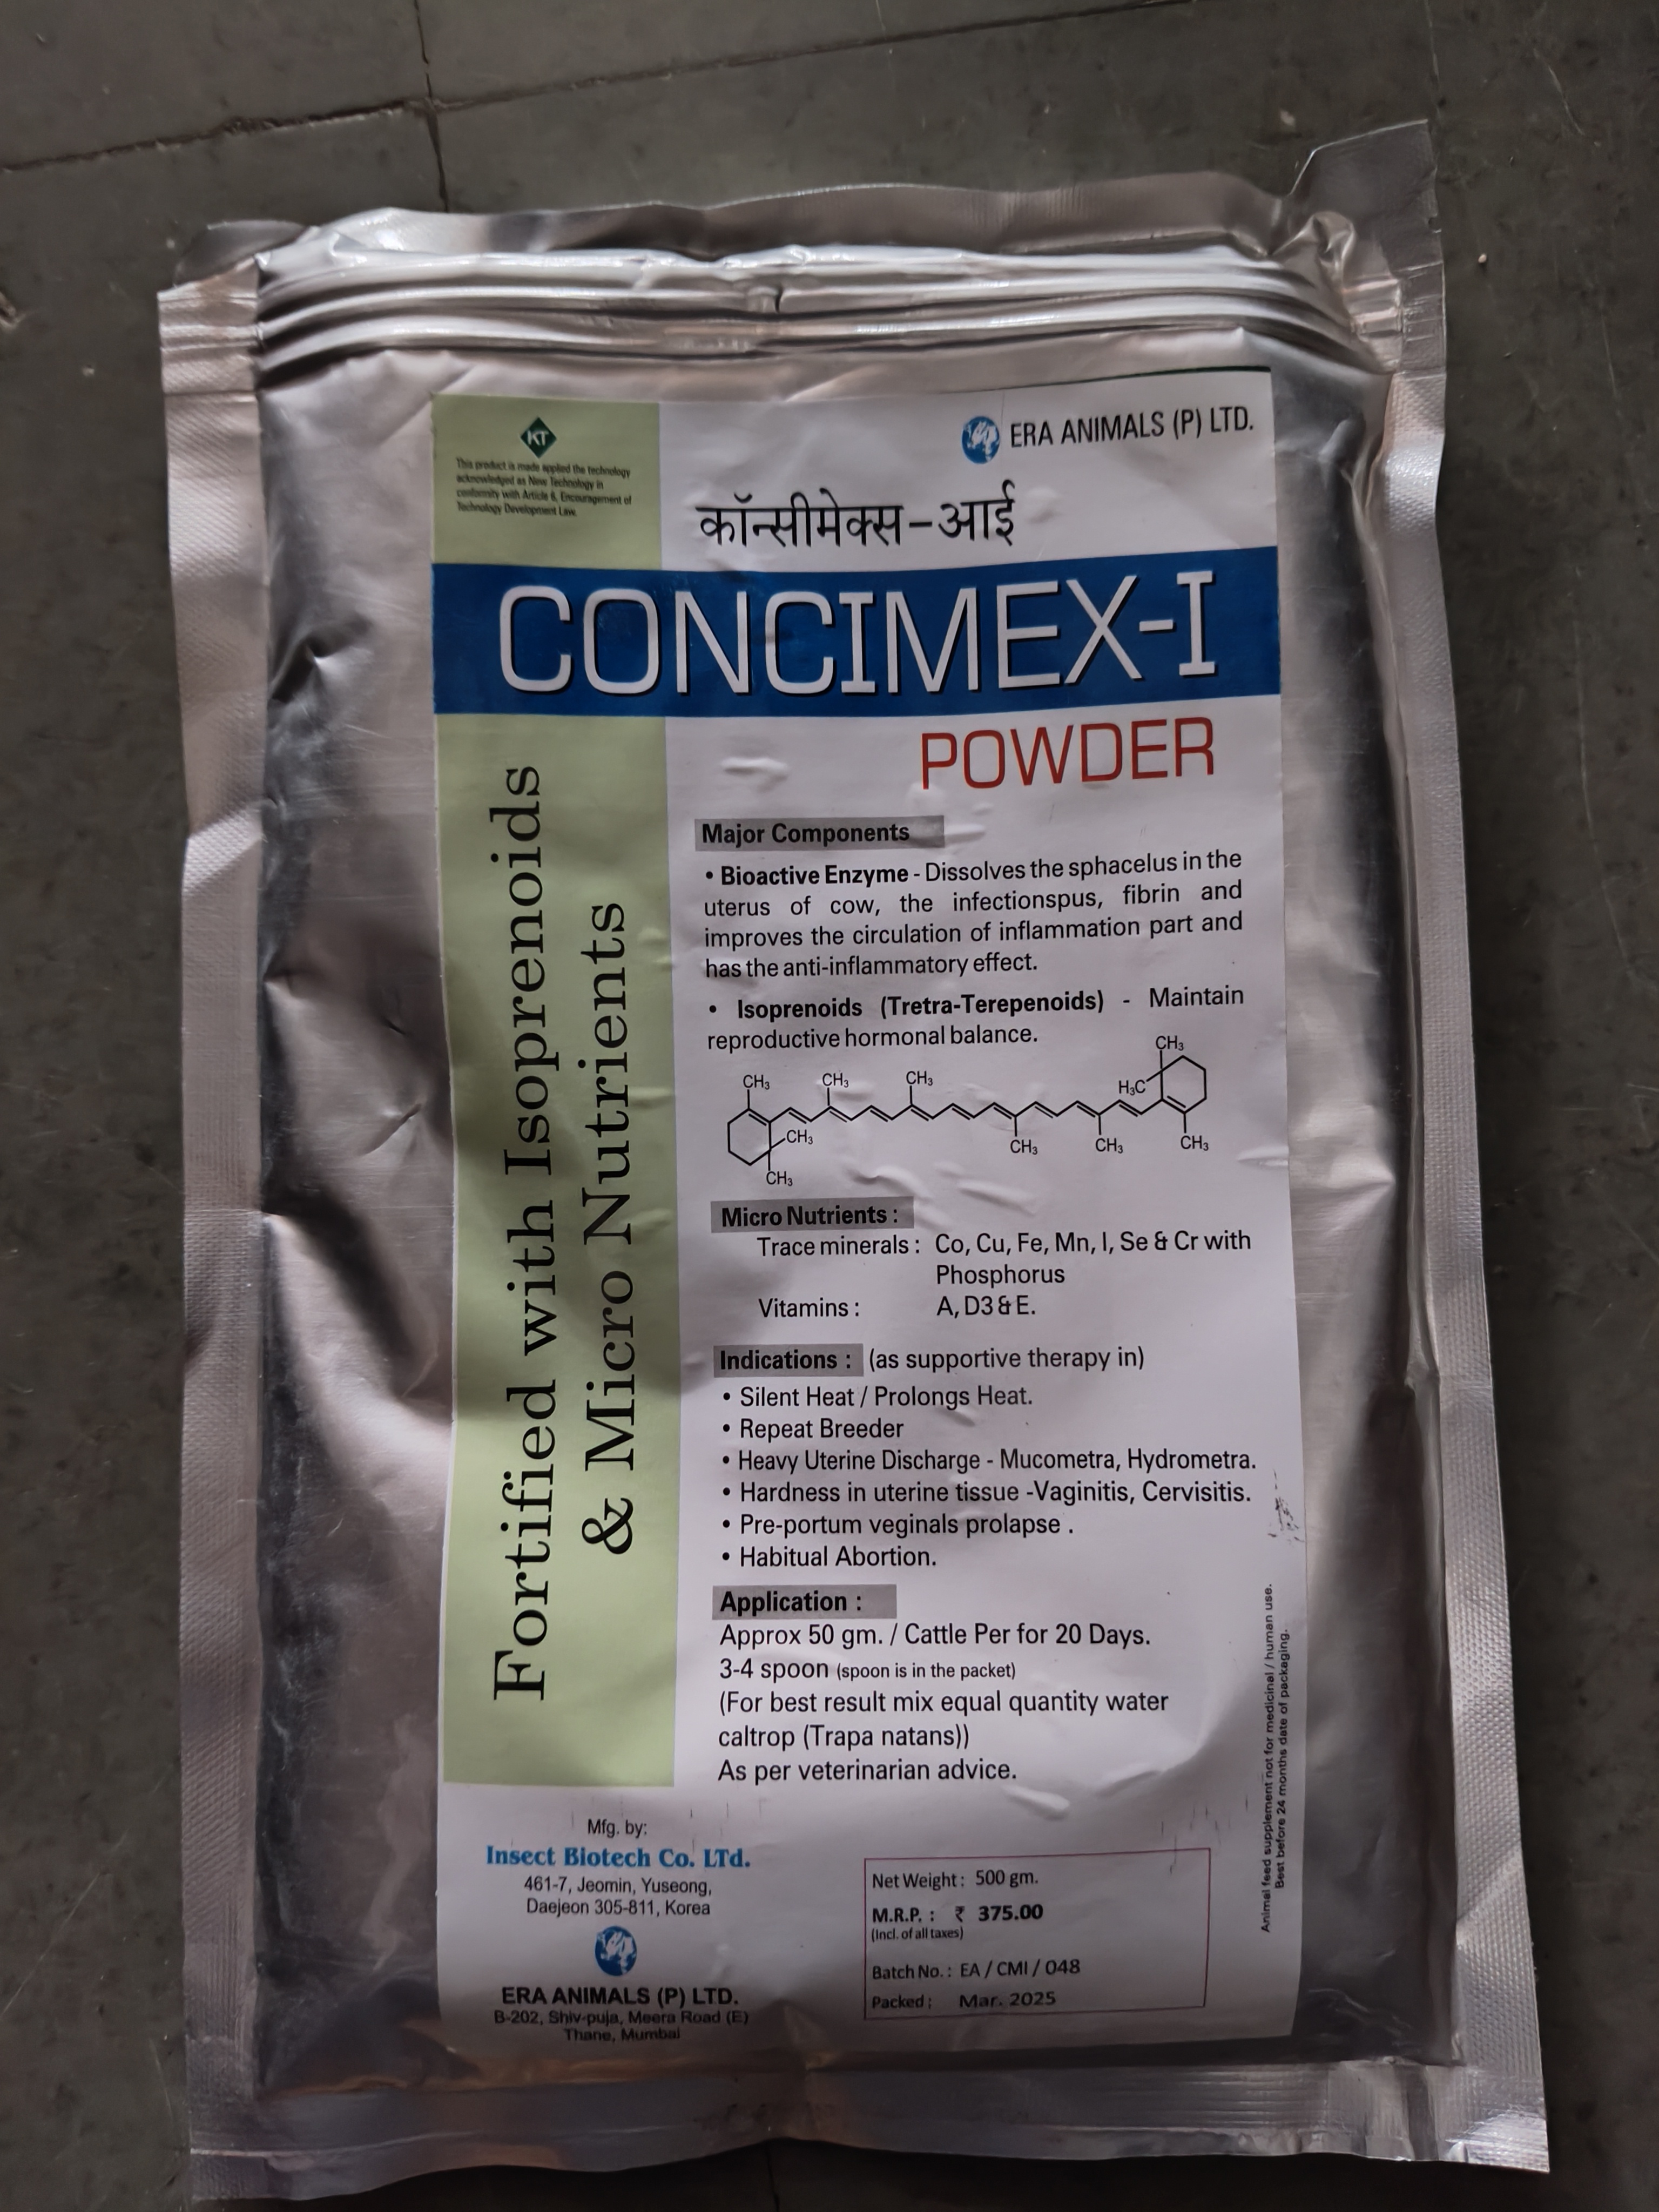 KT
This product is made applied the technology
acknowledged as New Technology in
conformity with Article 6, Encouragement of
Technology Development Law.
ERA ANIMALS (P) LTD.
कॉन्सीमेक्स-आई
CONCIMEX-I
POWDER
Fortified with Isoprenoids
& Micro Nutrients
Major Components
• Bioactive Enzyme - Dissolves the sphacelus in the
uterus of cow, the infectionspus, fibrin and
improves the circulation of inflammation part and
has the anti-inflammatory effect.
• Isoprenoids (Tretra-Terepenoids) - Maintain
reproductive hormonal balance.
CH₃
CH₃ CH₃ CH₃ H₃C
CH₃ CH₃ CH₃ CH₃
CH₃
Micro Nutrients :
Trace minerals : Co, Cu, Fe, Mn, I, Se & Cr with
Phosphorus
Vitamins : A, D3 & E.
Indications : (as supportive therapy in)
• Silent Heat / Prolongs Heat.
• Repeat Breeder
• Heavy Uterine Discharge - Mucometra, Hydrometra.
• Hardness in uterine tissue -Vaginitis, Cervisitis.
• Pre-portum veginals prolapse .
• Habitual Abortion.
Application :
Approx 50 gm. / Cattle Per for 20 Days.
3-4 spoon (spoon is in the packet)
(For best result mix equal quantity water
caltrop (Trapa natans))
As per veterinarian advice.
Animal feed supplement not for medicinal / human use.
Best before 24 months date of packaging.
Mfg. by:
Insect Biotech Co. LTd.
461-7, Jeomin, Yuseong,
Daejeon 305-811, Korea
ERA ANIMALS (P) LTD.
B-202, Shiv-puja, Meera Road (E)
Thane, Mumbai
Net Weight : 500 gm.
M.R.P. : ₹ 375.00
(Incl. of all taxes)
Batch No. : EA / CMI / 048
Packed : Mar. 2025